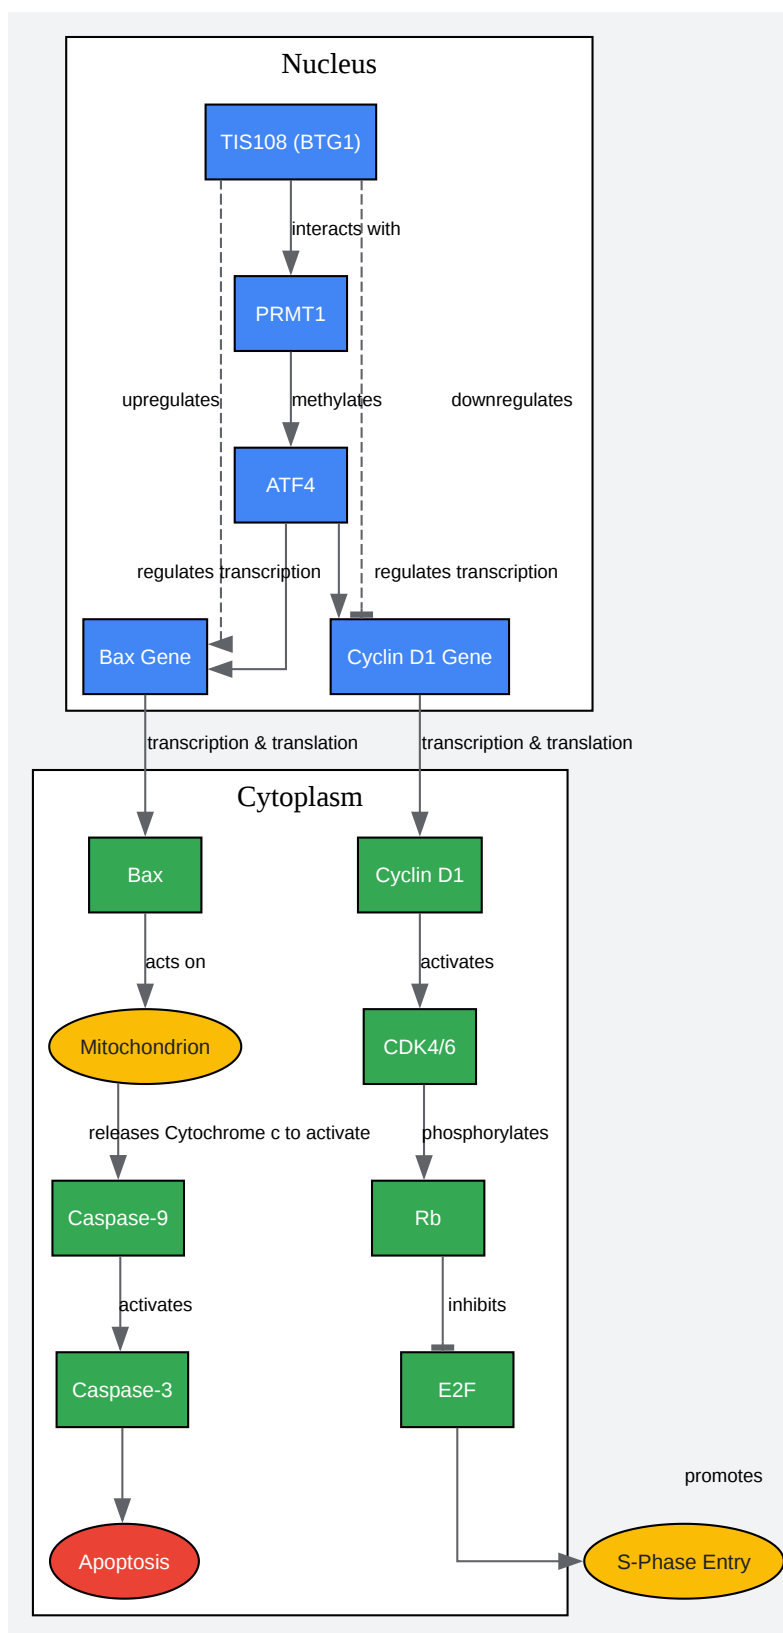 Nucleus
TIS108 (BTG1)
interacts with
PRMT1
upregulates
methylates
downregulates
ATF4
regulates transcription
regulates transcription
Bax Gene
Cyclin D1 Gene
transcription & translation
transcription & translation
Cytoplasm
Bax
Cyclin D1
acts on
activates
Mitochondrion
CDK4/6
releases Cytochrome c to activate
phosphorylates
Caspase-9
Rb
activates
inhibits
Caspase-3
E2F
promotes
Apoptosis
S-Phase Entry